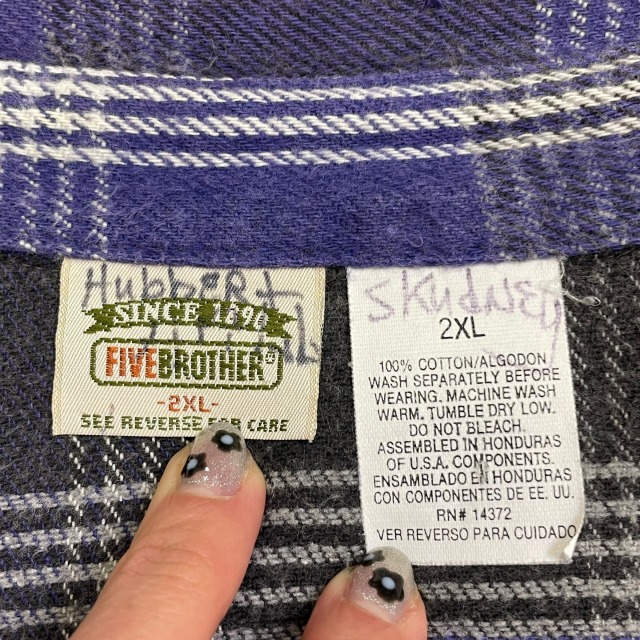 Hubbert
SINCE 1890
FIVE BROTHER®
-2XL-
SEE REVERSE FOR CARE
2XL
100% COTTON/ALGODON
WASH SEPARATELY BEFORE
WEARING. MACHINE WASH
WARM. TUMBLE DRY LOW.
DO NOT BLEACH.
ASSEMBLED IN HONDURAS
OF U.S.A. COMPONENTS.
ENSAMBLADO EN HONDURAS
CON COMPONENTES DE EE. UU.
RN# 14372
VER REVERSO PARA CUIDADO